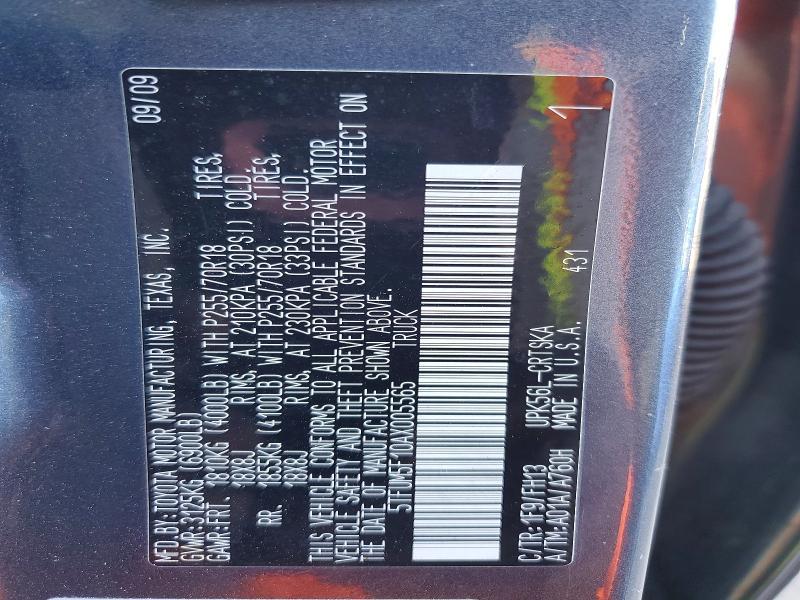 MFD.BY: TOYOTA MOTOR MANUFACTURING, TEXAS, INC. 09/09
GVWR:3125KG (6900LB)
GAWR:FRT. 1810KG (4000LB) WITH P255/70R18 TIRES,
18X8J RIMS, AT 210KPA (30PSI) COLD.
RR. 1855KG (4100LB) WITH P255/70R18 TIRES,
18X8J RIMS, AT 230KPA (33PSI) COLD.
THIS VEHICLE CONFORMS TO ALL APPLICABLE FEDERAL MOTOR
VEHICLE SAFETY AND THEFT PREVENTION STANDARDS IN EFFECT ON
THE DATE OF MANUFACTURE SHOWN ABOVE.
5TFUM5F10AX005565 TRUCK
C/TR:1F9/FH13 UPK56L-CRTSKA 431 1
A/TM:A01A/A760H MADE IN U.S.A.